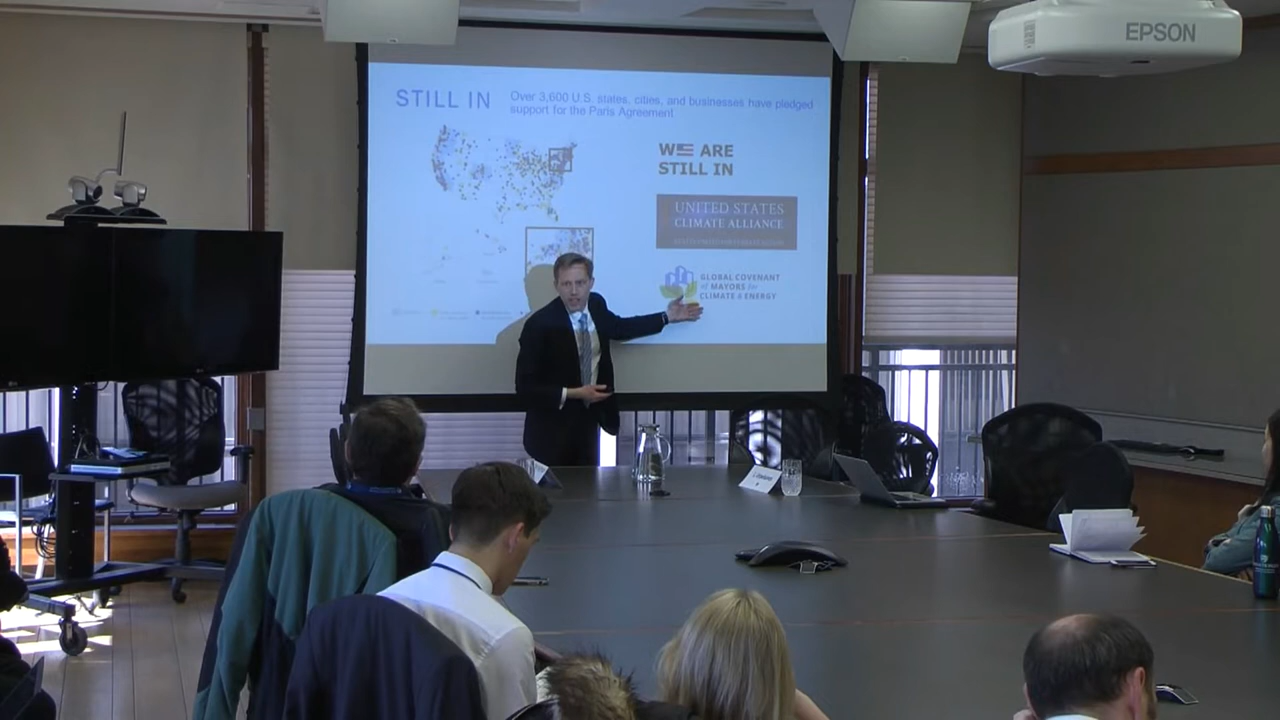 EPSON
STILL IN
Over 3,600 U.S. states, cities, and businesses have pledged
support for the Paris Agreement
WE ARE
STILL IN
UNITED STATES
CLIMATE ALLIANCE
GLOBAL COVENANT
of MAYORS for
CLIMATE & ENERGY